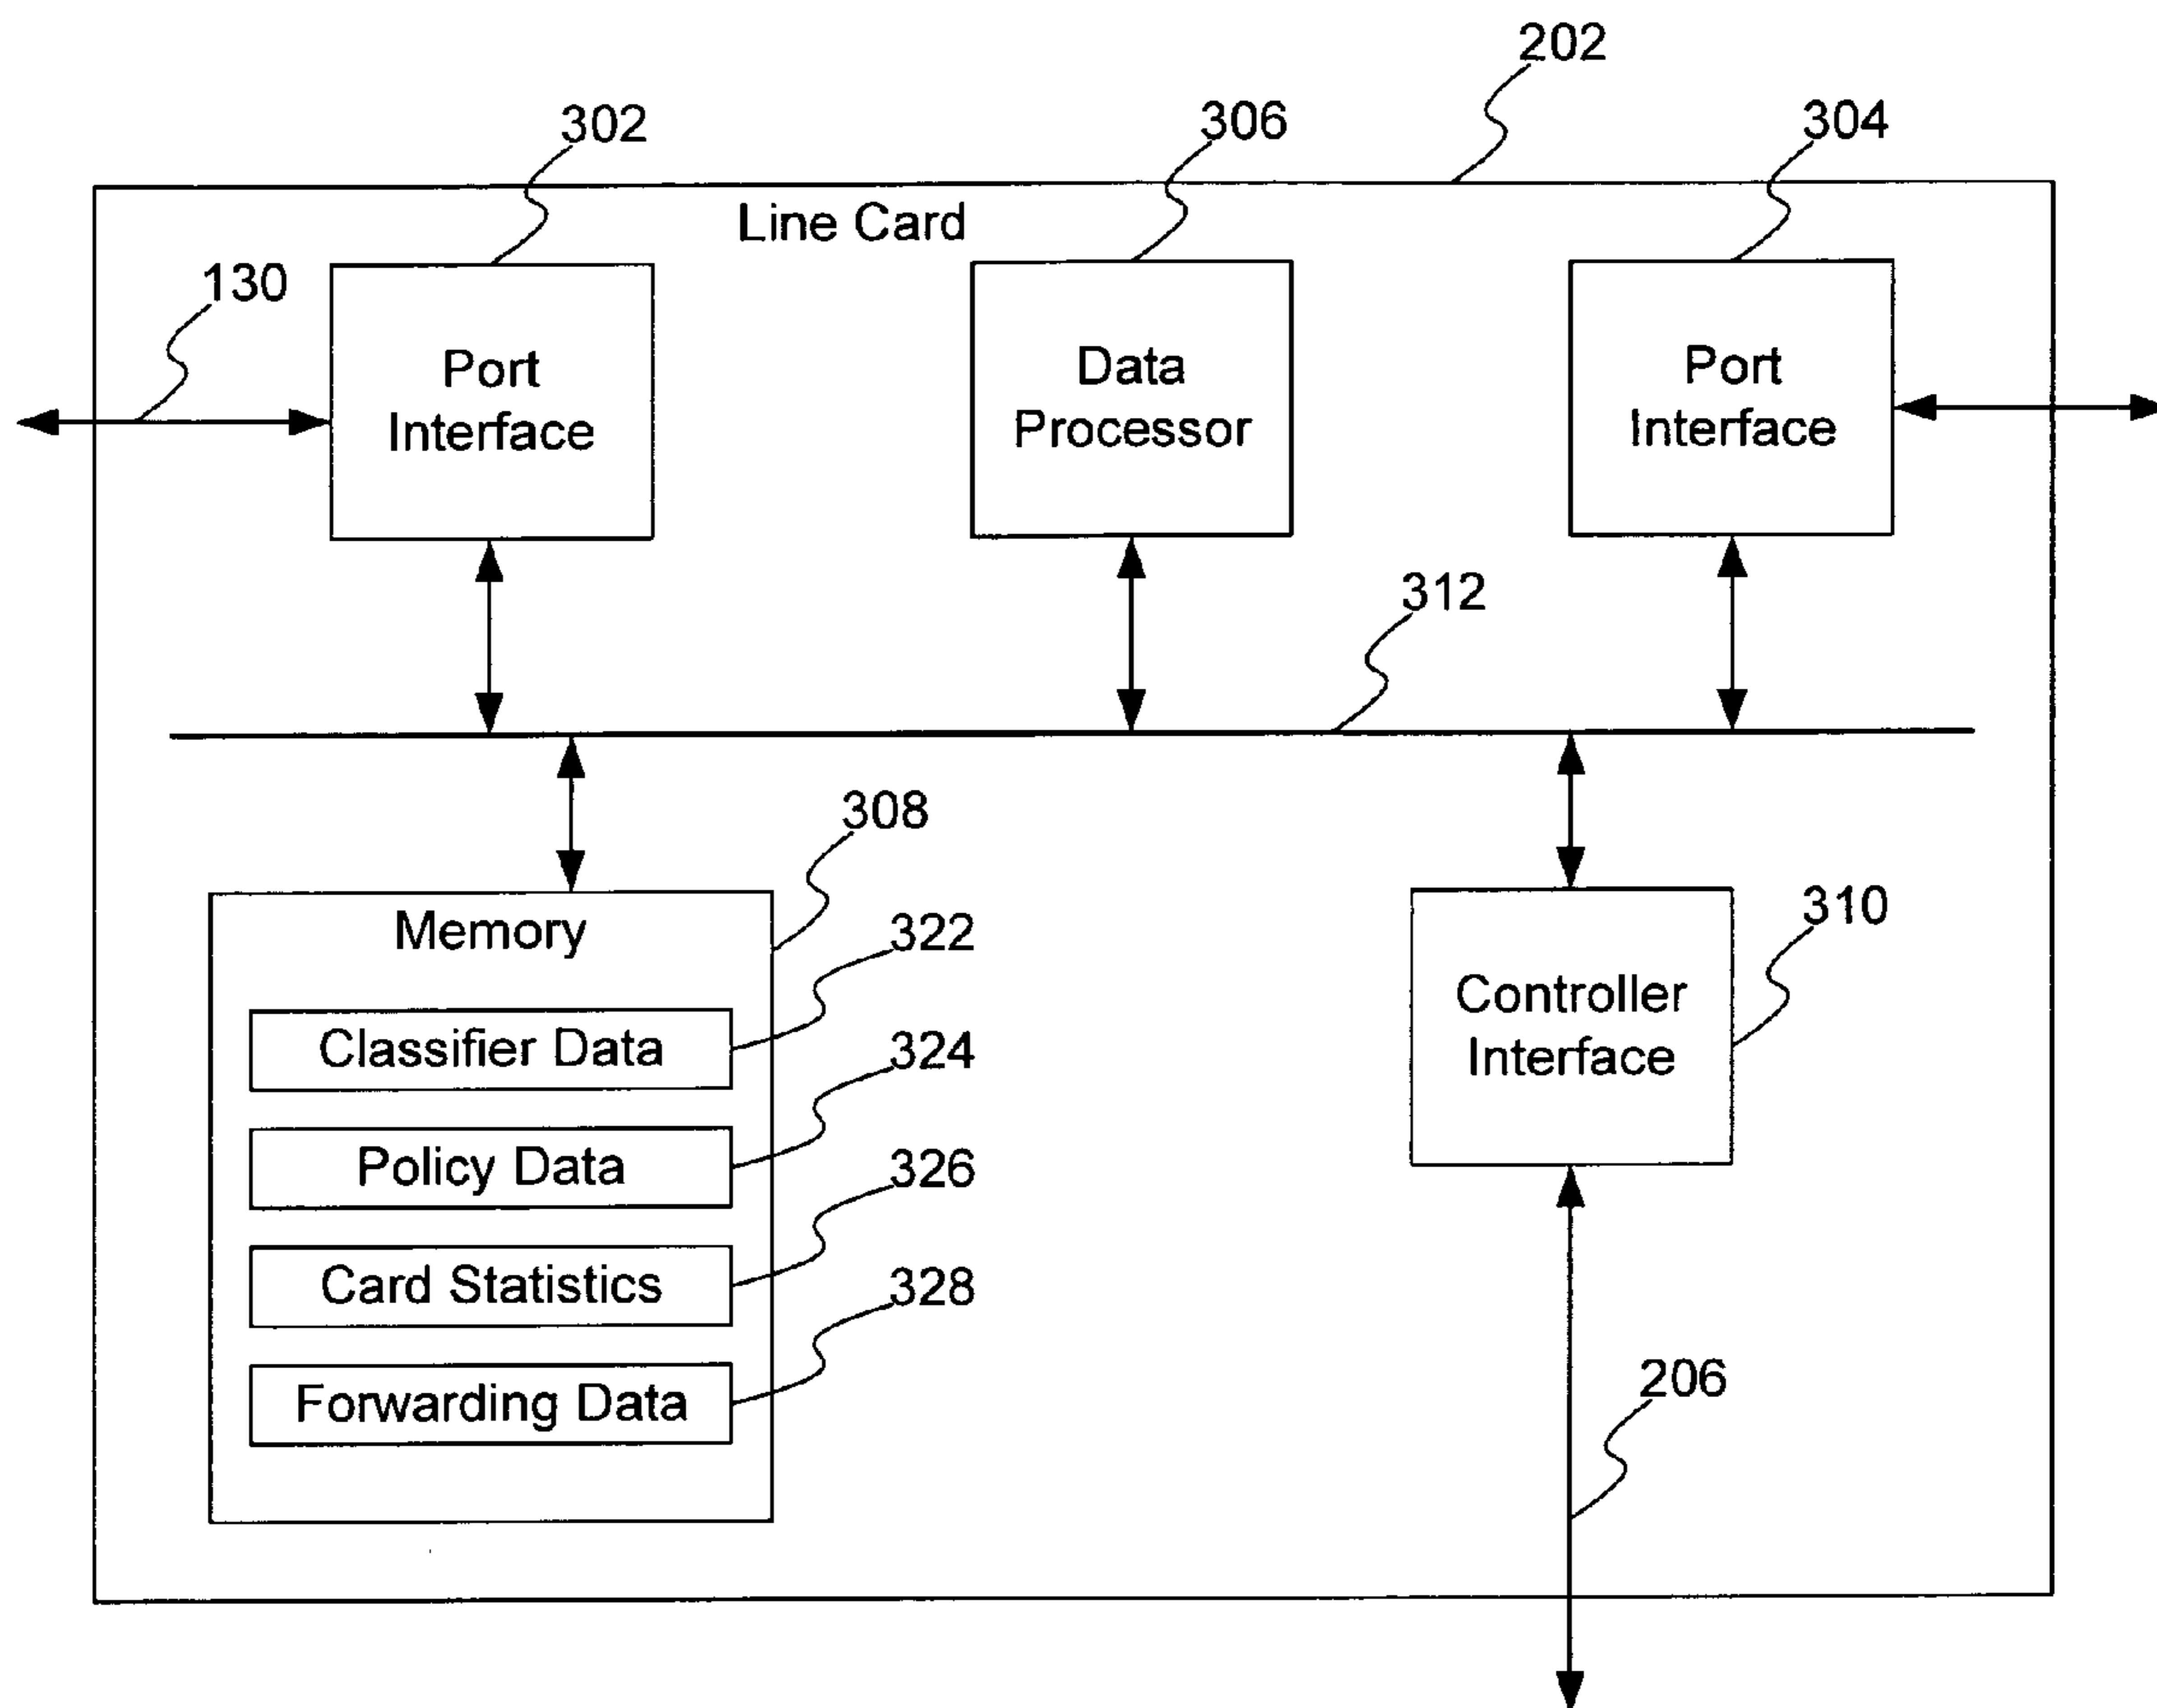 202
302
306
304
Line Card
130
Port
Interface
Data
Processor
Port
Interface
312
308
Memory
322
310
Classifier Data
Controller
Interface
324
Policy Data
326
Card Statistics
328
Forwarding Data
206